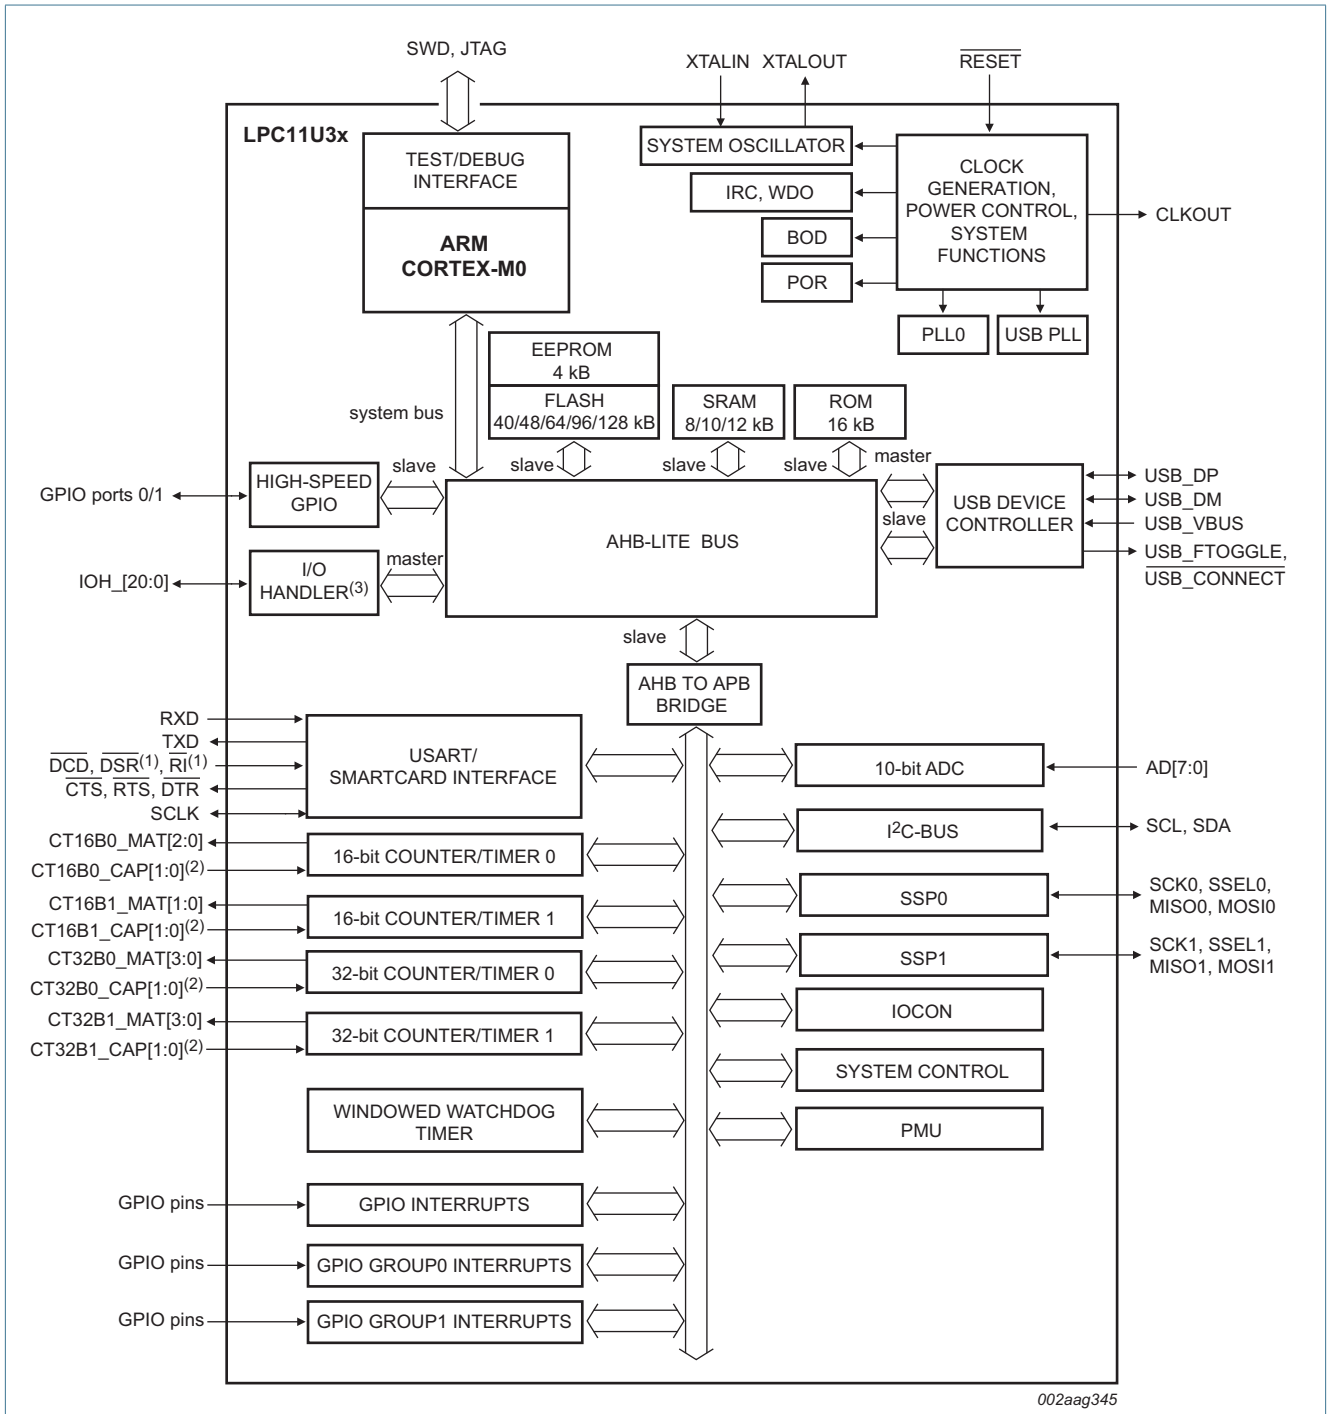 SWD, JTAG
XTALIN XTALOUT
RESET
LPC11U3x
TEST/DEBUG
INTERFACE
ARM
CORTEX-M0
SYSTEM OSCILLATOR
IRC, WDO
BOD
POR
CLOCK
GENERATION,
POWER CONTROL,
SYSTEM
FUNCTIONS
CLKOUT
PLL0
USB PLL
system bus
EEPROM
4 kB
FLASH
40/48/64/96/128 kB
SRAM
8/10/12 kB
ROM
16 kB
slave
slave
slave
slave
master
GPIO ports 0/1
HIGH-SPEED
GPIO
AHB-LITE BUS
slave
USB DEVICE
CONTROLLER
USB_DP
USB_DM
USB_VBUS
USB_FTOGGLE,
USB_CONNECT
IOH_[20:0]
I/O
HANDLER(3)
master
slave
AHB TO APB
BRIDGE
RXD
TXD
DCD, DSR(1), RI(1)
CTS, RTS, DTR
SCLK
USART/
SMARTCARD INTERFACE
10-bit ADC
AD[7:0]
CT16B0_MAT[2:0]
CT16B0_CAP[1:0](2)
16-bit COUNTER/TIMER 0
I2C-BUS
SCL, SDA
CT16B1_MAT[1:0]
CT16B1_CAP[1:0](2)
16-bit COUNTER/TIMER 1
SSP0
SCK0, SSEL0,
MISO0, MOSI0
CT32B0_MAT[3:0]
CT32B0_CAP[1:0](2)
32-bit COUNTER/TIMER 0
SSP1
SCK1, SSEL1,
MISO1, MOSI1
CT32B1_MAT[3:0]
CT32B1_CAP[1:0](2)
32-bit COUNTER/TIMER 1
IOCON
SYSTEM CONTROL
WINDOWED WATCHDOG
TIMER
PMU
GPIO pins
GPIO INTERRUPTS
GPIO pins
GPIO GROUP0 INTERRUPTS
GPIO pins
GPIO GROUP1 INTERRUPTS
002aag345